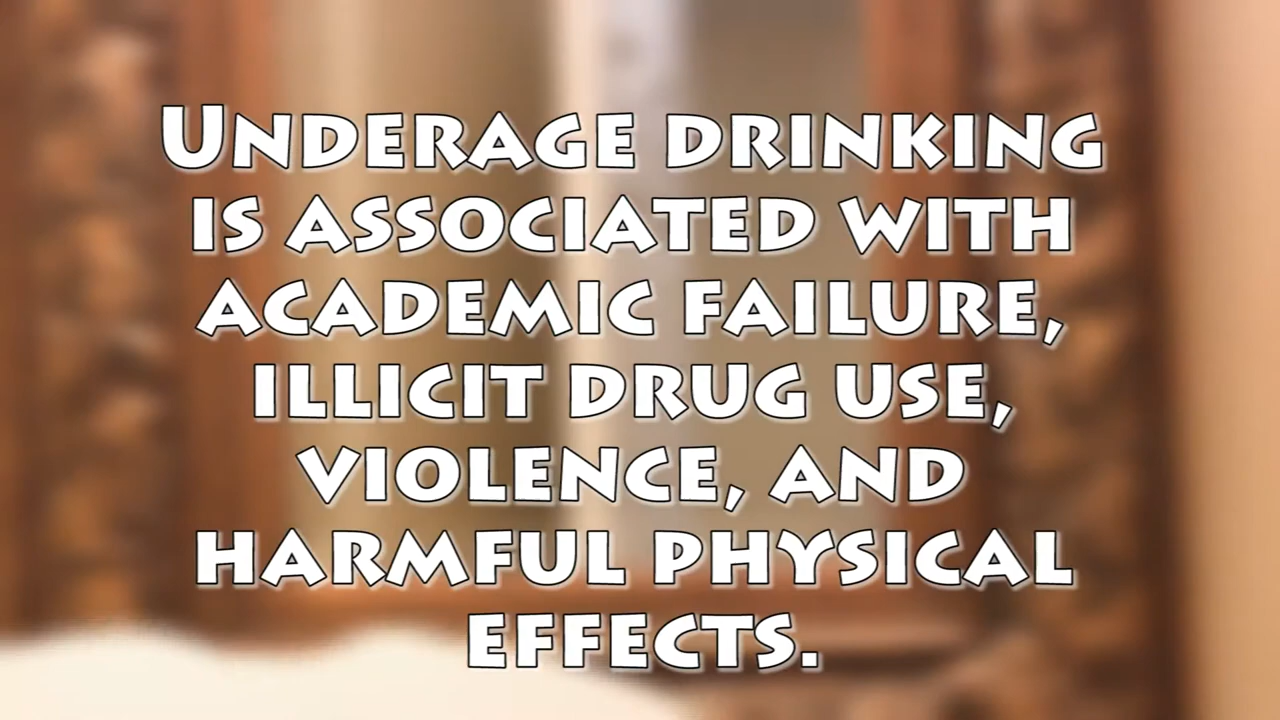 Underage drinking
is associated with
academic failure,
illicit drug use,
violence, and
harmful physical
effects.